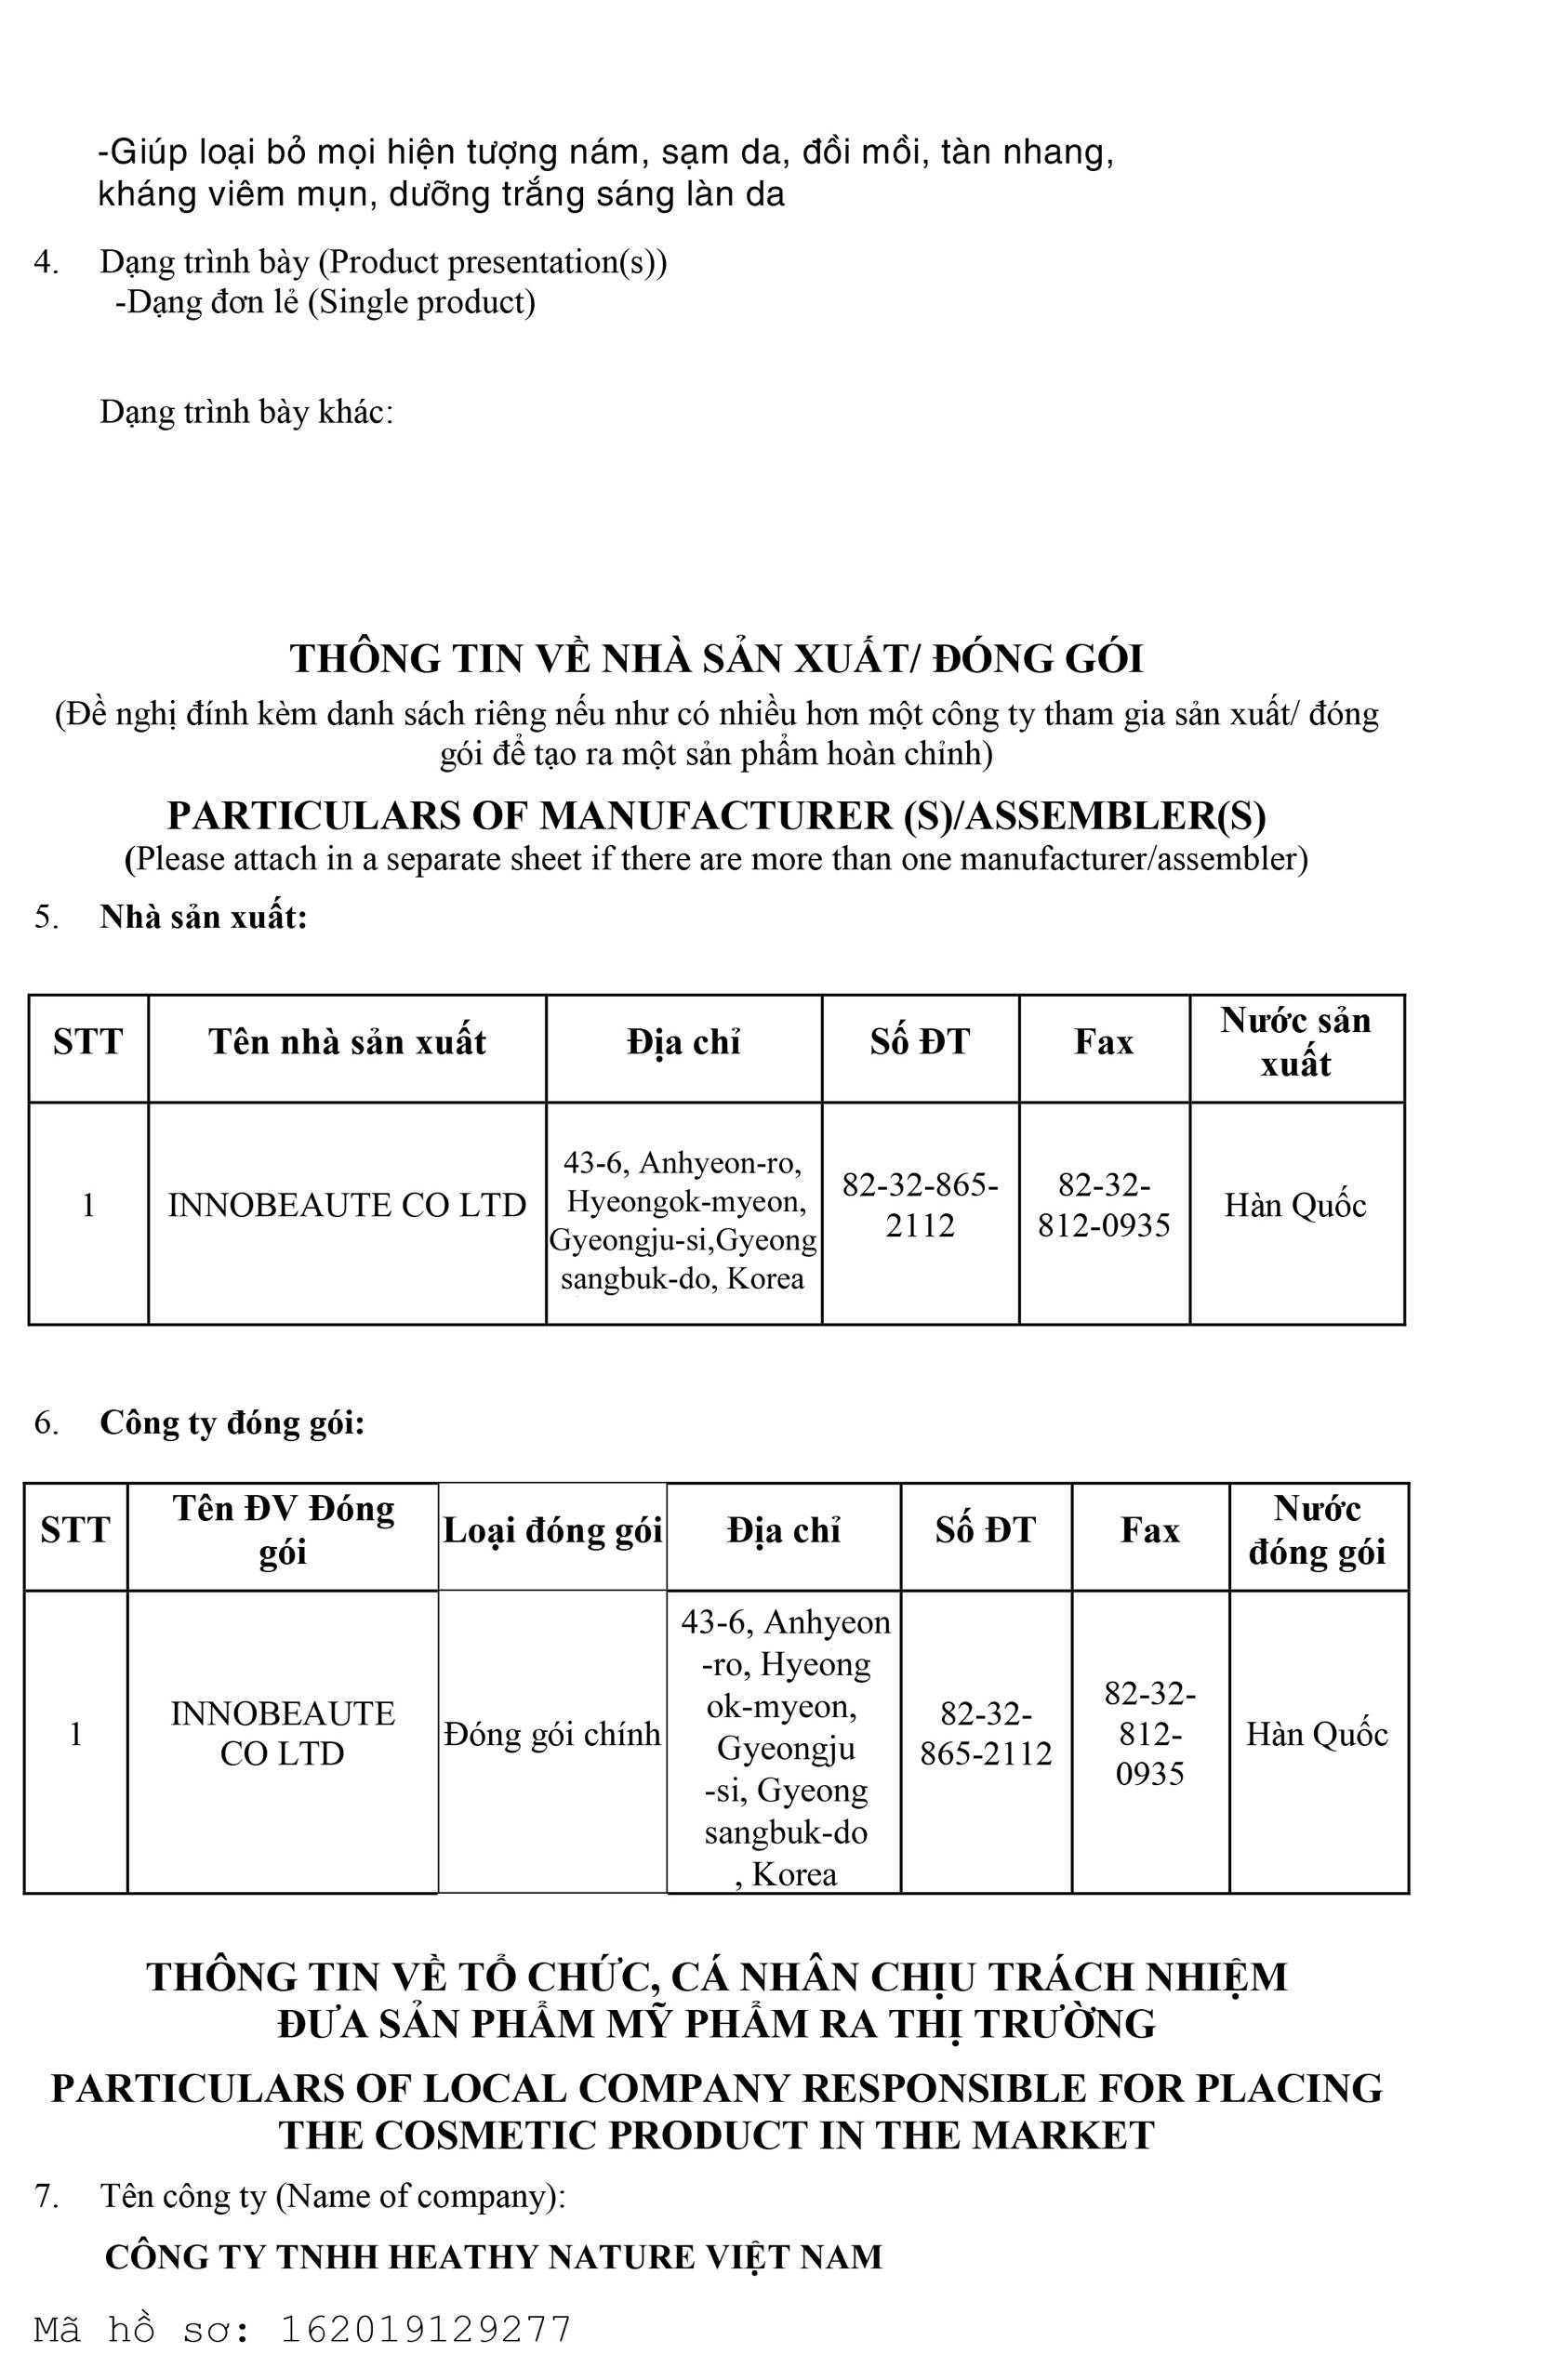 -Giúp loại bỏ mọi hiện tượng nám, sạm da, đồi mồi, tàn nhang,
kháng viêm mụn, dưỡng trắng sáng làn da
4. Dạng trình bày (Product presentation(s))
-Dạng đơn lẻ (Single product)
Dạng trình bày khác:
THÔNG TIN VỀ NHÀ SẢN XUẤT/ ĐÓNG GÓI
(Đề nghị đính kèm danh sách riêng nếu như có nhiều hơn một công ty tham gia sản xuất/ đóng
gói để tạo ra một sản phẩm hoàn chỉnh)
PARTICULARS OF MANUFACTURER (S)/ASSEMBLER(S)
(Please attach in a separate sheet if there are more than one manufacturer/assembler)
5. Nhà sản xuất:
STT Tên nhà sản xuất Địa chỉ Số ĐT Fax Nước sản
xuất
1 INNOBEAUTE CO LTD
43-6, Anhyeon-ro,
Hyeongok-myeon,
Gyeongju-si,Gyeong
sangbuk-do, Korea
82-32-865-
2112
82-32-
812-0935
Hàn Quốc
6. Công ty đóng gói:
STT
Tên ĐV Đóng
gói
Loại đóng gói
Địa chỉ
Số ĐT
Fax
Nước
đóng gói
1
INNOBEAUTE
CO LTD
Đóng gói chính
43-6, Anhyeon
-ro, Hyeong
ok-myeon,
Gyeongju
-si, Gyeong
sangbuk-do
, Korea
82-32-
865-2112
82-32-
812-
0935
Hàn Quốc
THÔNG TIN VỀ TỔ CHỨC, CÁ NHÂN CHỊU TRÁCH NHIỆM
ĐƯA SẢN PHẨM MỸ PHẨM RA THỊ TRƯỜNG
PARTICULARS OF LOCAL COMPANY RESPONSIBLE FOR PLACING
THE COSMETIC PRODUCT IN THE MARKET
7. Tên công ty (Name of company):
CÔNG TY TNHH HEATHY NATURE VIỆT NAM
Mã hồ sơ: 162019129277